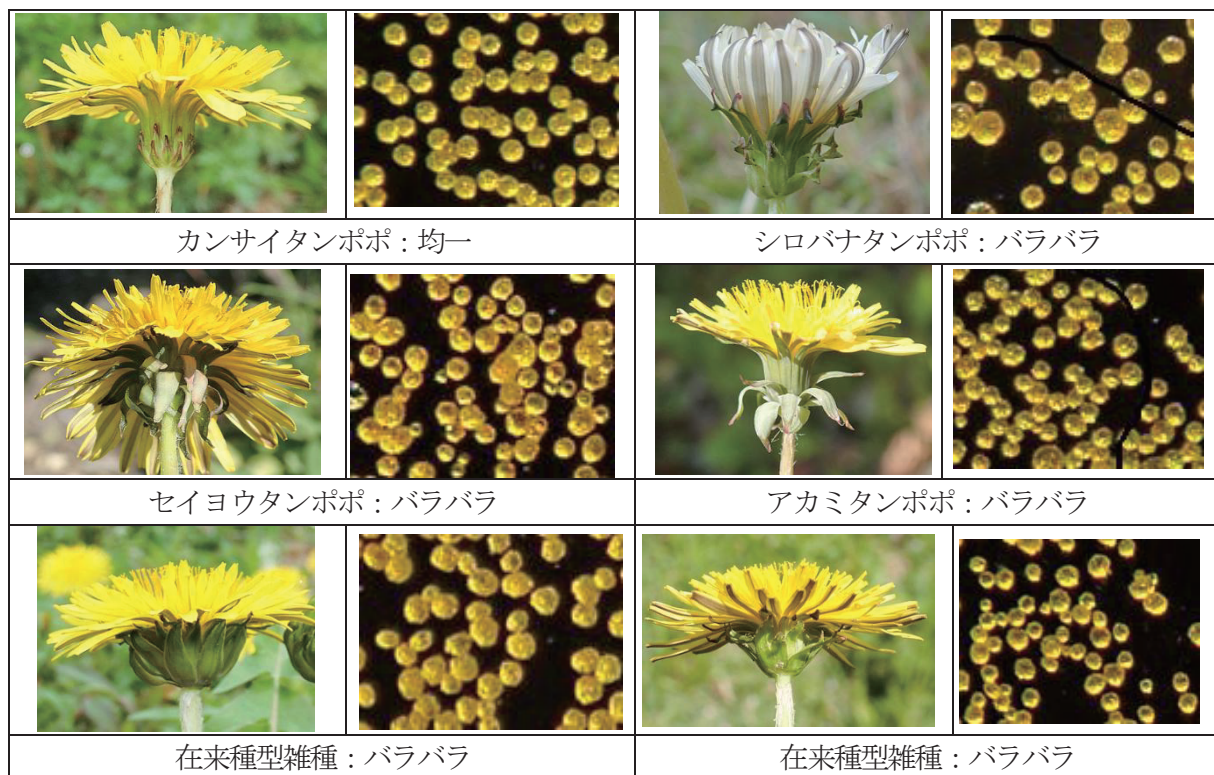 カンサイタンポポ：均一
シロバナタンポポ：バラバラ
セイヨウタンポポ：バラバラ
アカミタンポポ：バラバラ
在来種型雑種：バラバラ
在来種型雑種：バラバラ